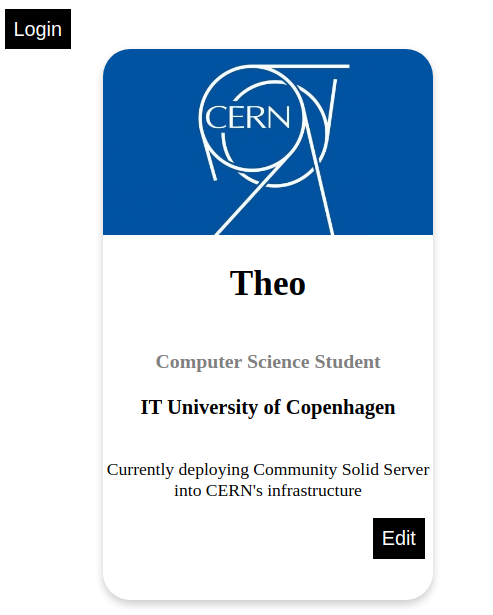 Login
CERN
Theo
Computer Science Student
IT University of Copenhagen
Currently deploying Community Solid Server
into CERN's infrastructure
Edit